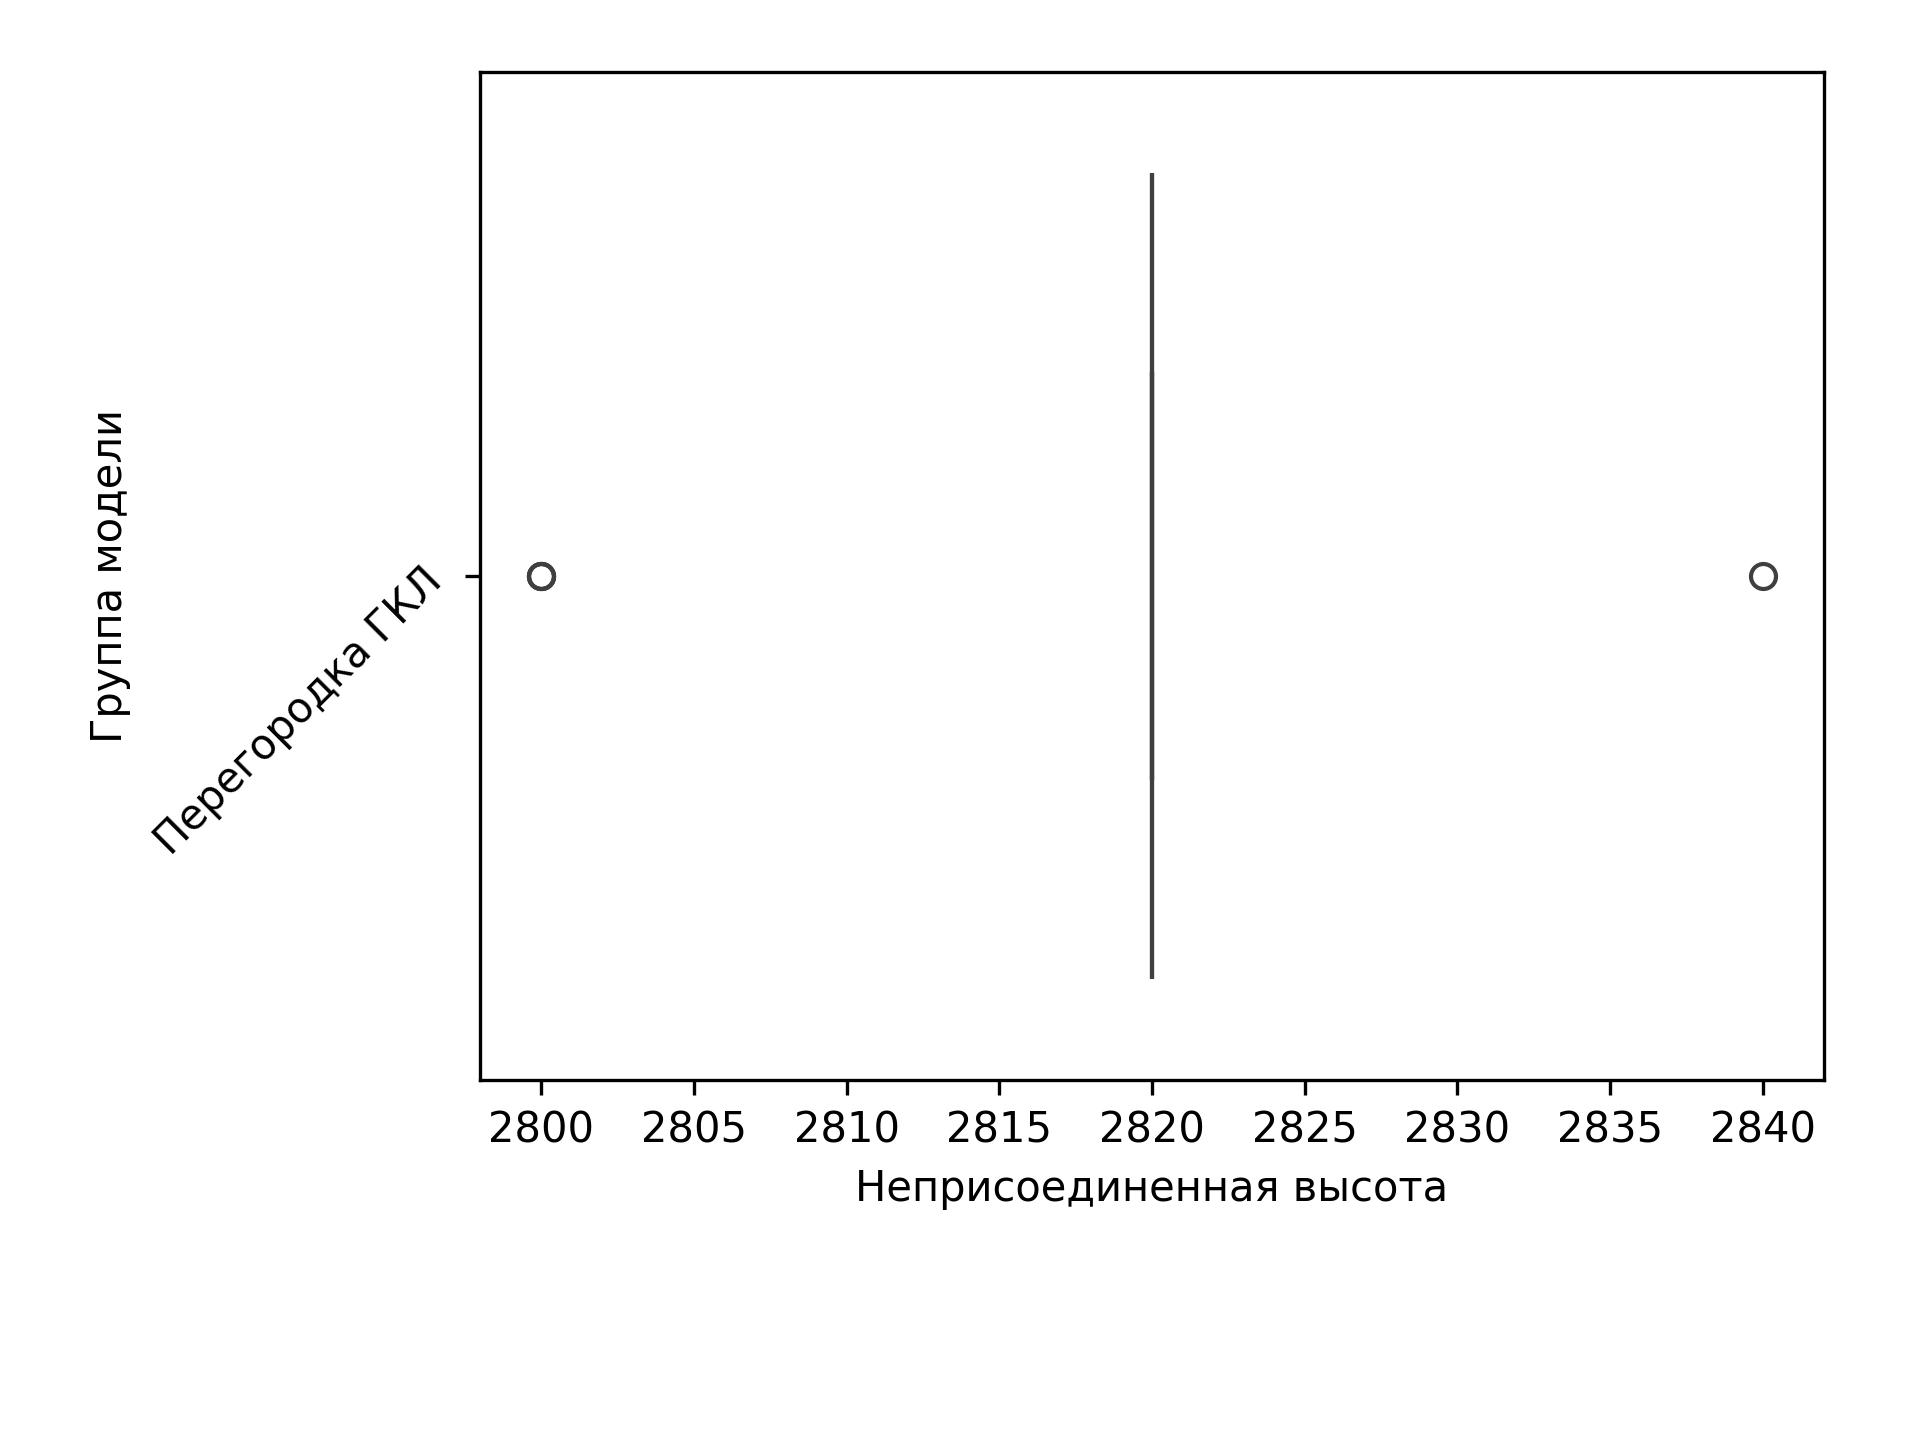 Группа модели
Перегородка ГКЛ
2800 2805 2810 2815 2820 2825 2830 2835 2840
Неприсоединенная высота